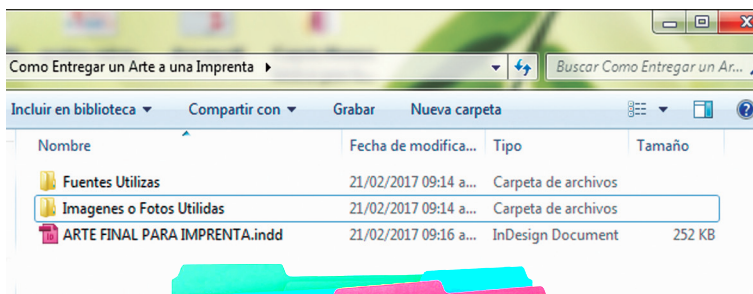 Como Entregar un Arte a una Imprenta
Buscar Como Entregar un Ar...
Incluir en biblioteca Compartir con Grabar Nueva carpeta
Nombre Fecha de modifica... Tipo Tamaño
Fuentes Utilizas 21/02/2017 09:14 a... Carpeta de archivos
Imagenes o Fotos Utilidas 21/02/2017 09:14 a... Carpeta de archivos
ARTE FINAL PARA IMPRENTA.indd 21/02/2017 09:16 a... InDesign Document 252 KB